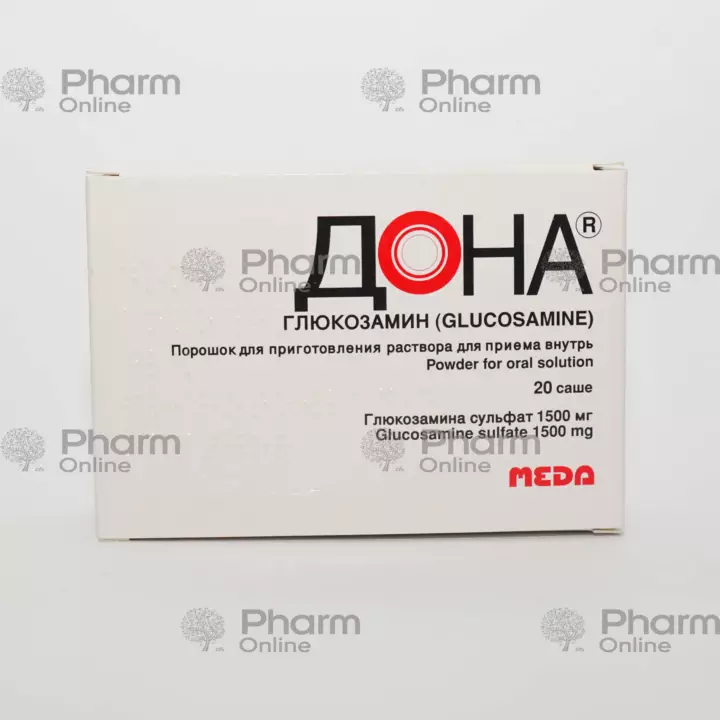 Pharm
Online
Pharm
Online
ДОНА®
Pharm
Online
Pharm
Online
ГЛЮКОЗАМИН (GLUCOSAMINE)
Порошок для приготовления раствора для приема внутрь
Powder for oral solution
20 саше
Глюкозамина сульфат 1500 мг
Glucosamine sulfate 1500 mg
Pharm
Online
Pharm
Online
MEDA
Pharm
Online
Pharm
Online